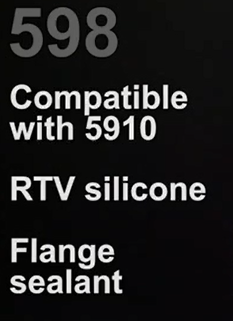 598
Compatible
with 5910
RTV silicone
Flange
sealant